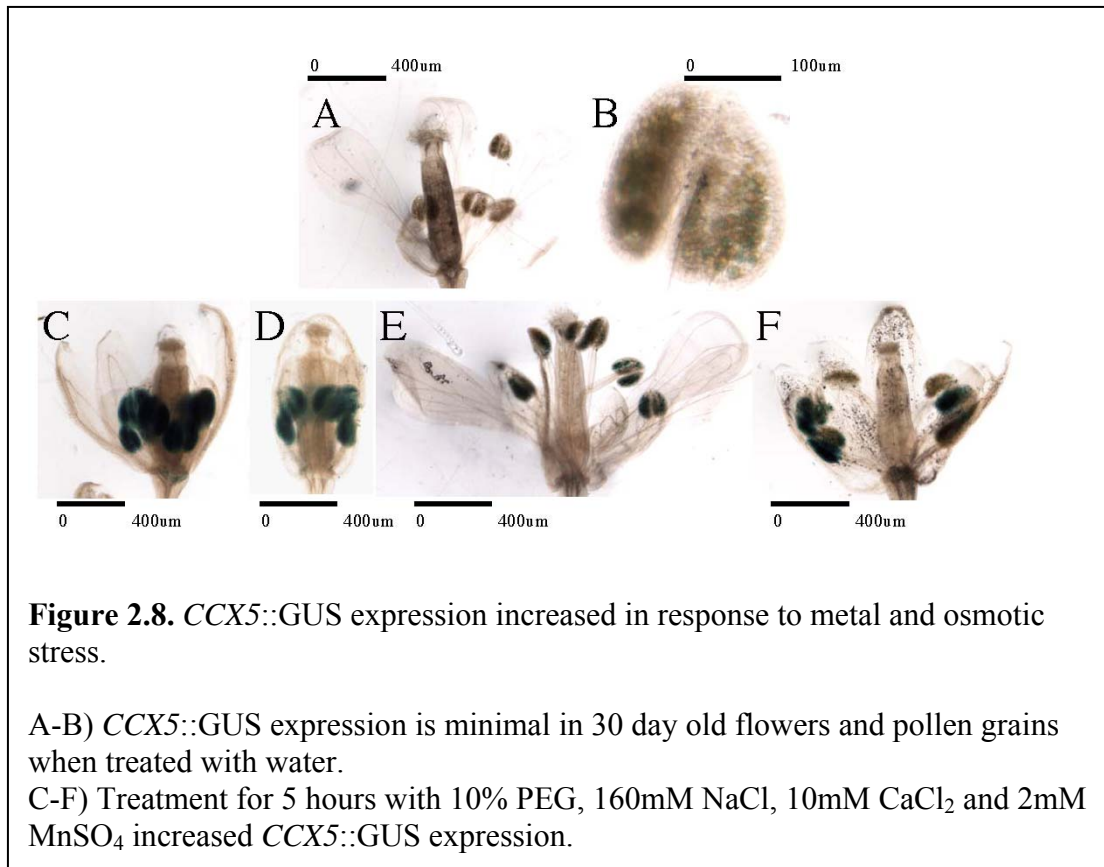 0 400um 0 100um
A B
C D E F
0 400um 0 400um 0 400um 0 400um
Figure 2.8. CCX5::GUS expression increased in response to metal and osmotic
stress.
A-B) CCX5::GUS expression is minimal in 30 day old flowers and pollen grains
when treated with water.
C-F) Treatment for 5 hours with 10% PEG, 160mM NaCl, 10mM CaCl₂ and 2mM
MnSO₄ increased CCX5::GUS expression.